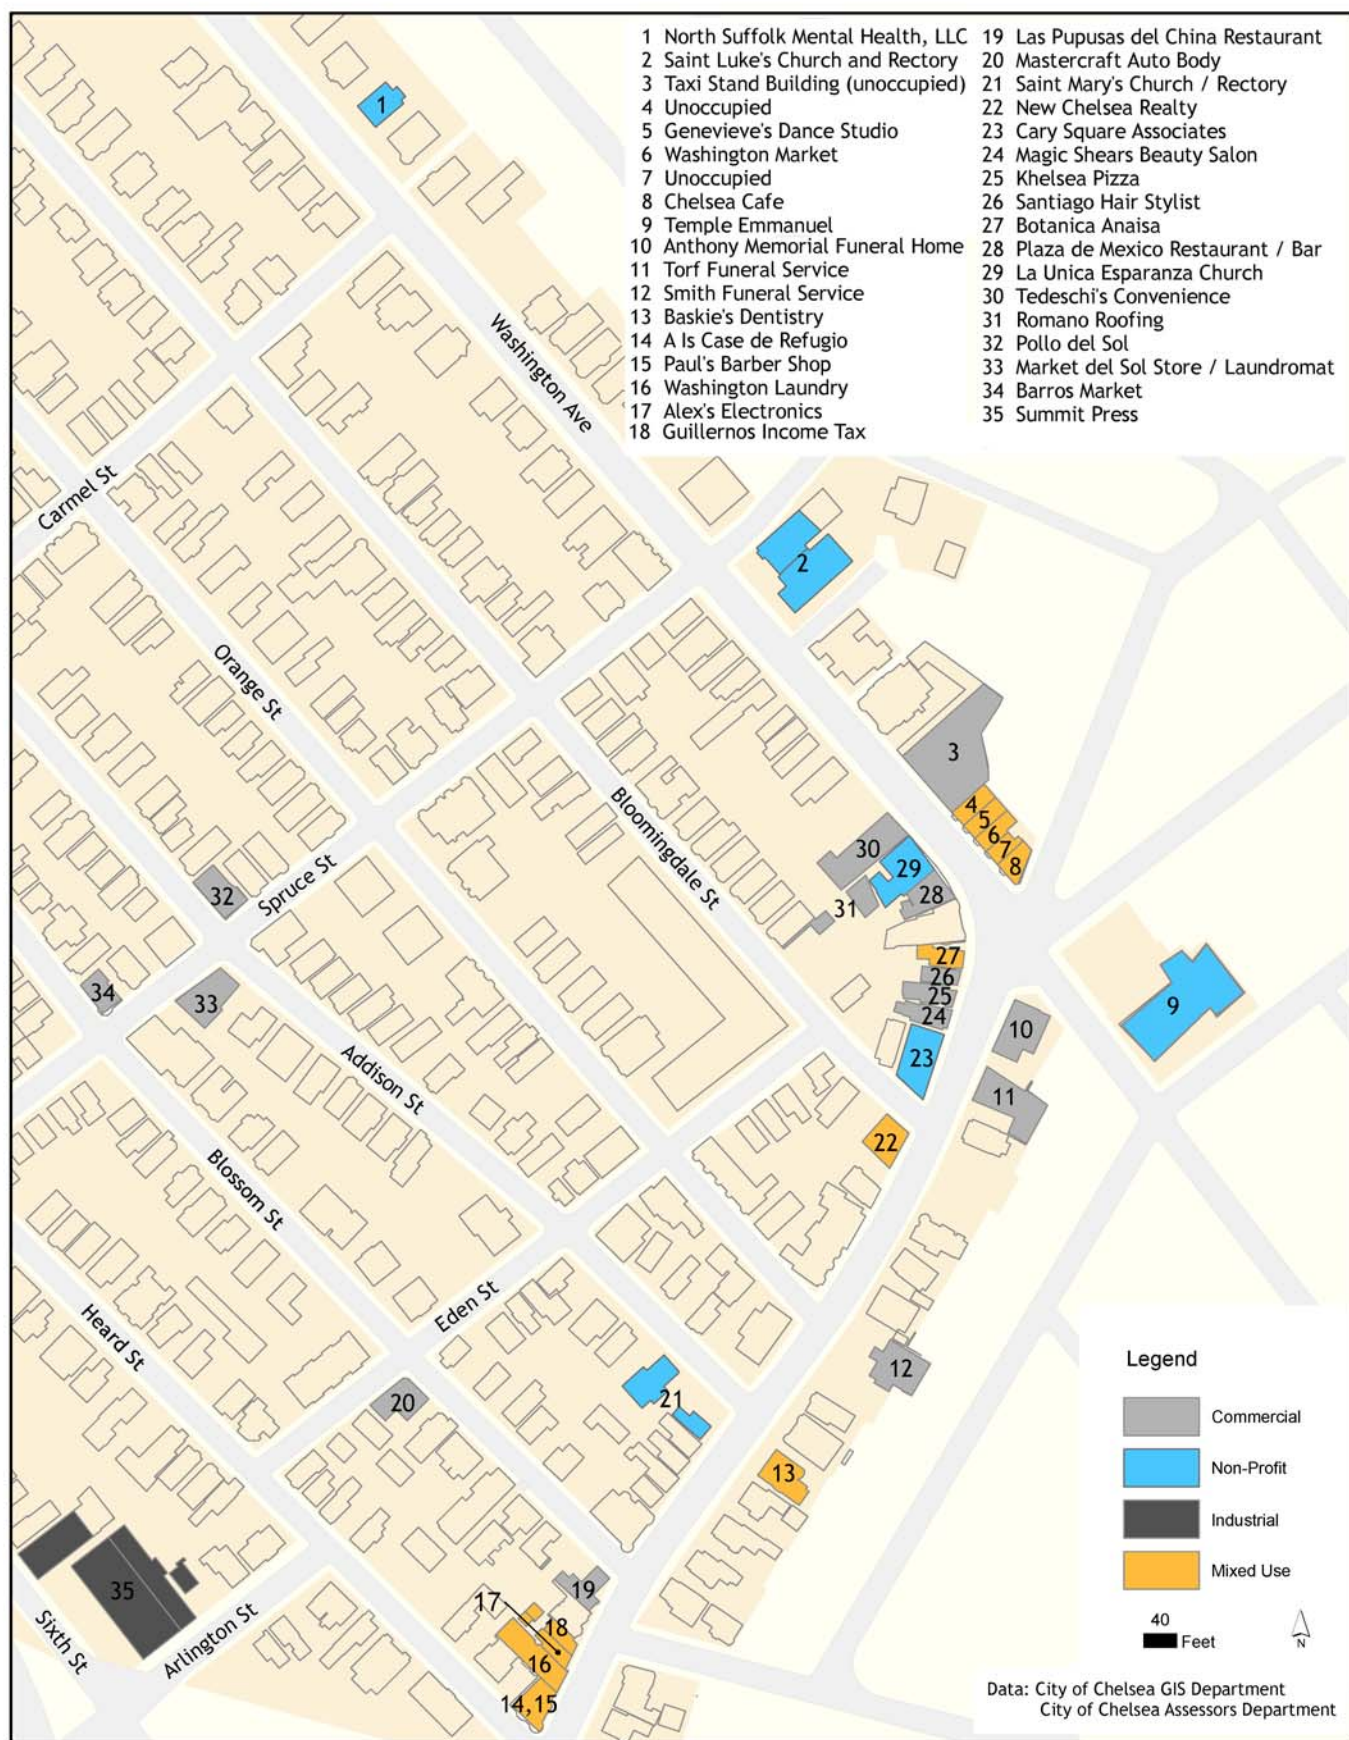 1 North Suffolk Mental Health, LLC
2 Saint Luke's Church and Rectory
3 Taxi Stand Building (unoccupied)
4 Unoccupied
5 Genevieve's Dance Studio
6 Washington Market
7 Unoccupied
8 Chelsea Cafe
9 Temple Emmanuel
10 Anthony Memorial Funeral Home
11 Torf Funeral Service
12 Smith Funeral Service
13 Baskie's Dentistry
14 A Is Case de Refugio
15 Paul's Barber Shop
16 Washington Laundry
17 Alex's Electronics
18 Guillernos Income Tax
19 Las Pupusas del China Restaurant
20 Mastercraft Auto Body
21 Saint Mary's Church / Rectory
22 New Chelsea Realty
23 Cary Square Associates
24 Magic Shears Beauty Salon
25 Khelsea Pizza
26 Santiago Hair Stylist
27 Botanica Anaisa
28 Plaza de Mexico Restaurant / Bar
29 La Unica Esparanza Church
30 Tedeschi's Convenience
31 Romano Roofing
32 Pollo del Sol
33 Market del Sol Store / Laundromat
34 Barros Market
35 Summit Press
1
Washington Ave
Carmel St
2
Orange St
3
4
5
6
7
8
Bloomingdale St
30
29
28
31
32
Spruce St
27
26
25
24
23
34
33
9
10
11
Addison St
22
Blossom St
Eden St
Heard St
12
21
20
13
35
19
17
18
16
14,15
Sixth St
Arlington St
Legend
Commercial
Non-Profit
Industrial
Mixed Use
40
Feet
N
Data: City of Chelsea GIS Department
City of Chelsea Assessors Department